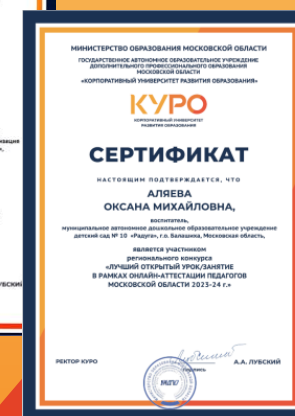 МИНИСТЕРСТВО ОБРАЗОВАНИЯ МОСКОВСКОЙ ОБЛАСТИ
ГОСУДАРСТВЕННОЕ АВТОНОМНОЕ ОБРАЗОВАТЕЛЬНОЕ УЧРЕЖДЕНИЕ
ДОПОЛНИТЕЛЬНОГО ПРОФЕССИОНАЛЬНОГО ОБРАЗОВАНИЯ
МОСКОВСКОЙ ОБЛАСТИ
«КОРПОРАТИВНЫЙ УНИВЕРСИТЕТ РАЗВИТИЯ ОБРАЗОВАНИЯ»
КУРО
КОРПОРАТИВНЫЙ УНИВЕРСИТЕТ
РАЗВИТИЯ ОБРАЗОВАНИЯ
СЕРТИФИКАТ
НАСТОЯЩИМ ПОДТВЕРЖДАЕТСЯ, ЧТО
АЛЯЕВА
ОКСАНА МИХАЙЛОВНА,
воспитатель,
муниципальное автономное дошкольное образовательное учреждение
детский сад № 10 «Радуга», г.о. Балашиха, Московская область,
является участником
регионального конкурса
«ЛУЧШИЙ ОТКРЫТЫЙ УРОК/ЗАНЯТИЕ
В РАМКАХ ОНЛАЙН-АТТЕСТАЦИИ ПЕДАГОГОВ
МОСКОВСКОЙ ОБЛАСТИ 2023-24 г.»
РЕКТОР КУРО
подпись
А.А. ЛУБСКИЙ